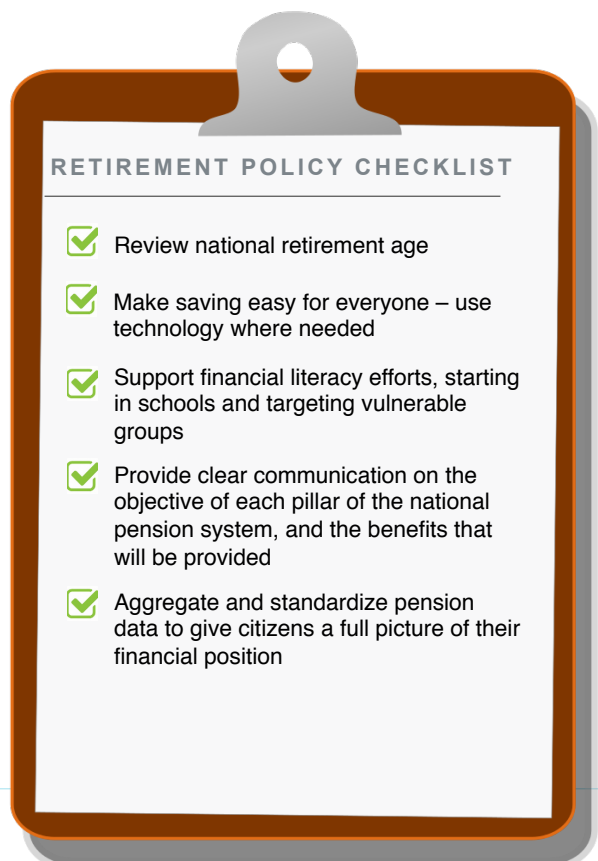 RETIREMENT POLICY CHECKLIST
Review national retirement age
Make saving easy for everyone – use
technology where needed
Support financial literacy efforts, starting
in schools and targeting vulnerable
groups
Provide clear communication on the
objective of each pillar of the national
pension system, and the benefits that
will be provided
Aggregate and standardize pension
data to give citizens a full picture of their
financial position